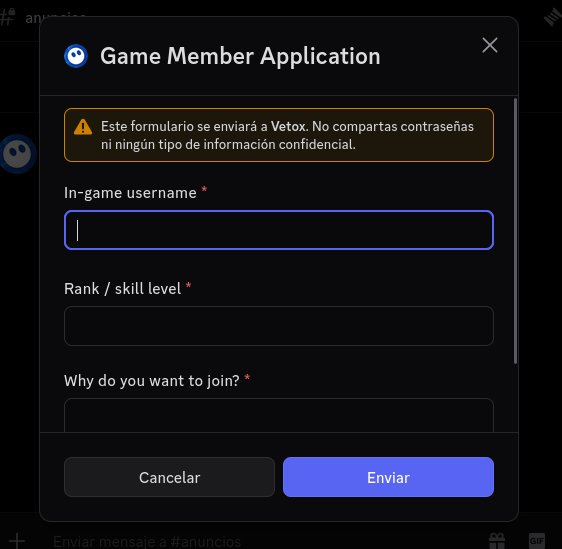 anuncios
Game Member Application
Este formulario se enviará a Vetox. No compartas contraseñas
ni ningún tipo de información confidencial.
In-game username *
Rank / skill level *
Why do you want to join? *
Cancelar
Enviar
Enviar mensaje a #anuncios
GIF